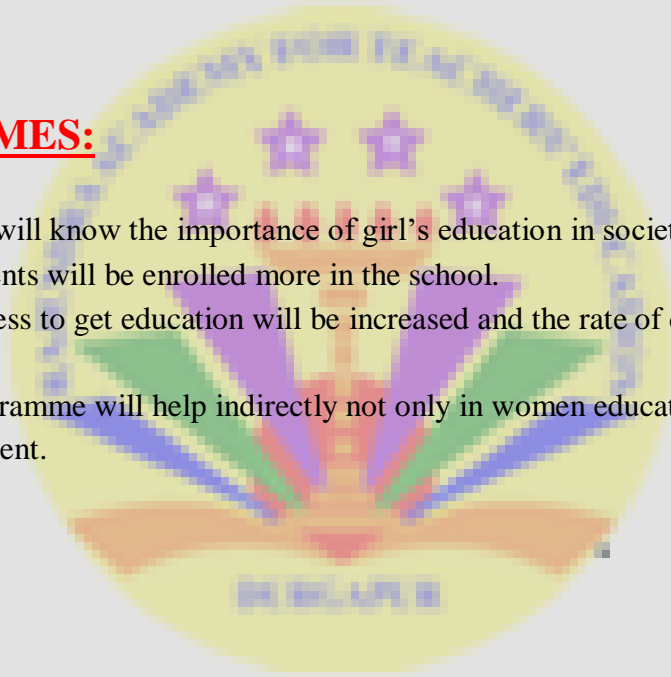 MES:
will know the importance of girl’s education in societ
ents will be enrolled more in the school.
ess to get education will be increased and the rate of
ramme will help indirectly not only in women educat
ent.
DURGAPUR